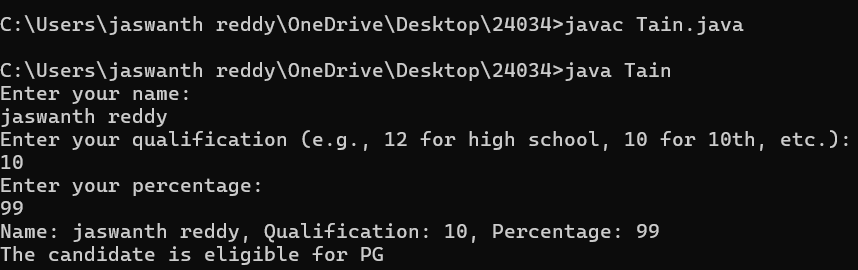 C:\Users\jaswanth reddy\OneDrive\Desktop\24034>javac Tain.java
C:\Users\jaswanth reddy\OneDrive\Desktop\24034>java Tain
Enter your name:
jaswanth reddy
Enter your qualification (e.g., 12 for high school, 10 for 10th, etc.):
10
Enter your percentage:
99
Name: jaswanth reddy, Qualification: 10, Percentage: 99
The candidate is eligible for PG